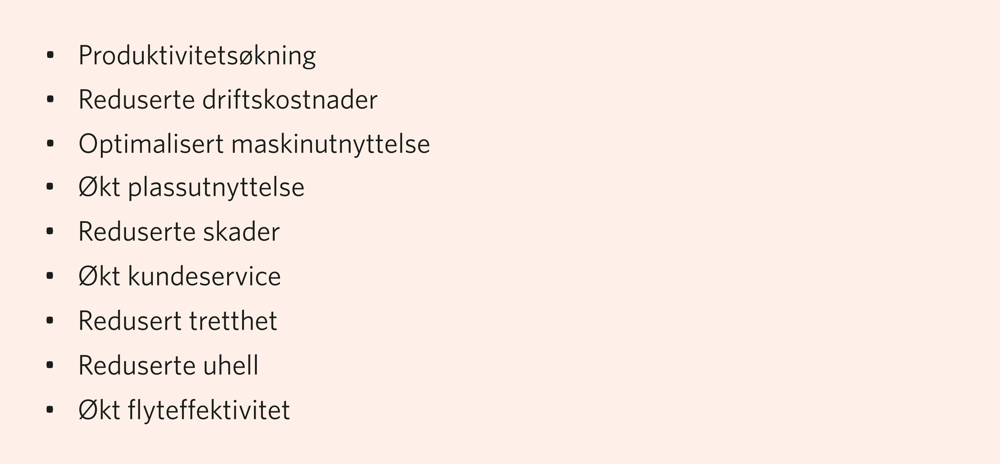 • Produktivitetsøkning
• Reduserte driftskostnader
• Optimalisert maskinutnyttelse
• Økt plassutnyttelse
• Reduserte skader
• Økt kundeservice
• Redusert tretthet
• Reduserte uhell
• Økt flyteffektivitet